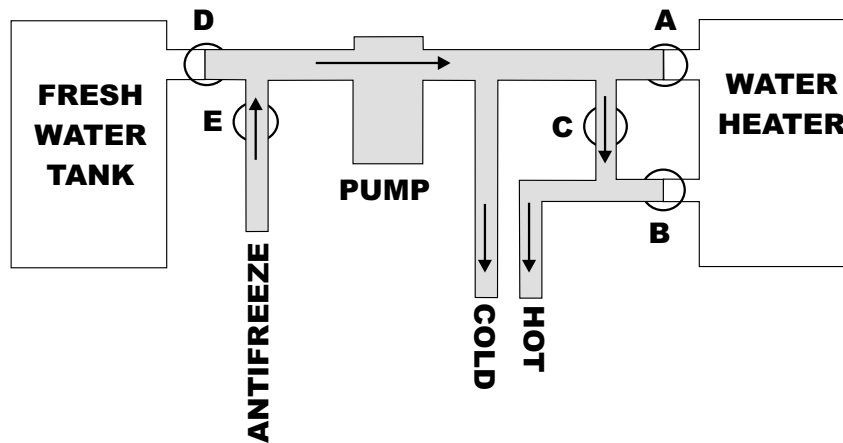 D
A
FRESH
WATER
TANK
E
PUMP
C
WATER
HEATER
B
ANTIFREEZE
COLD
HOT